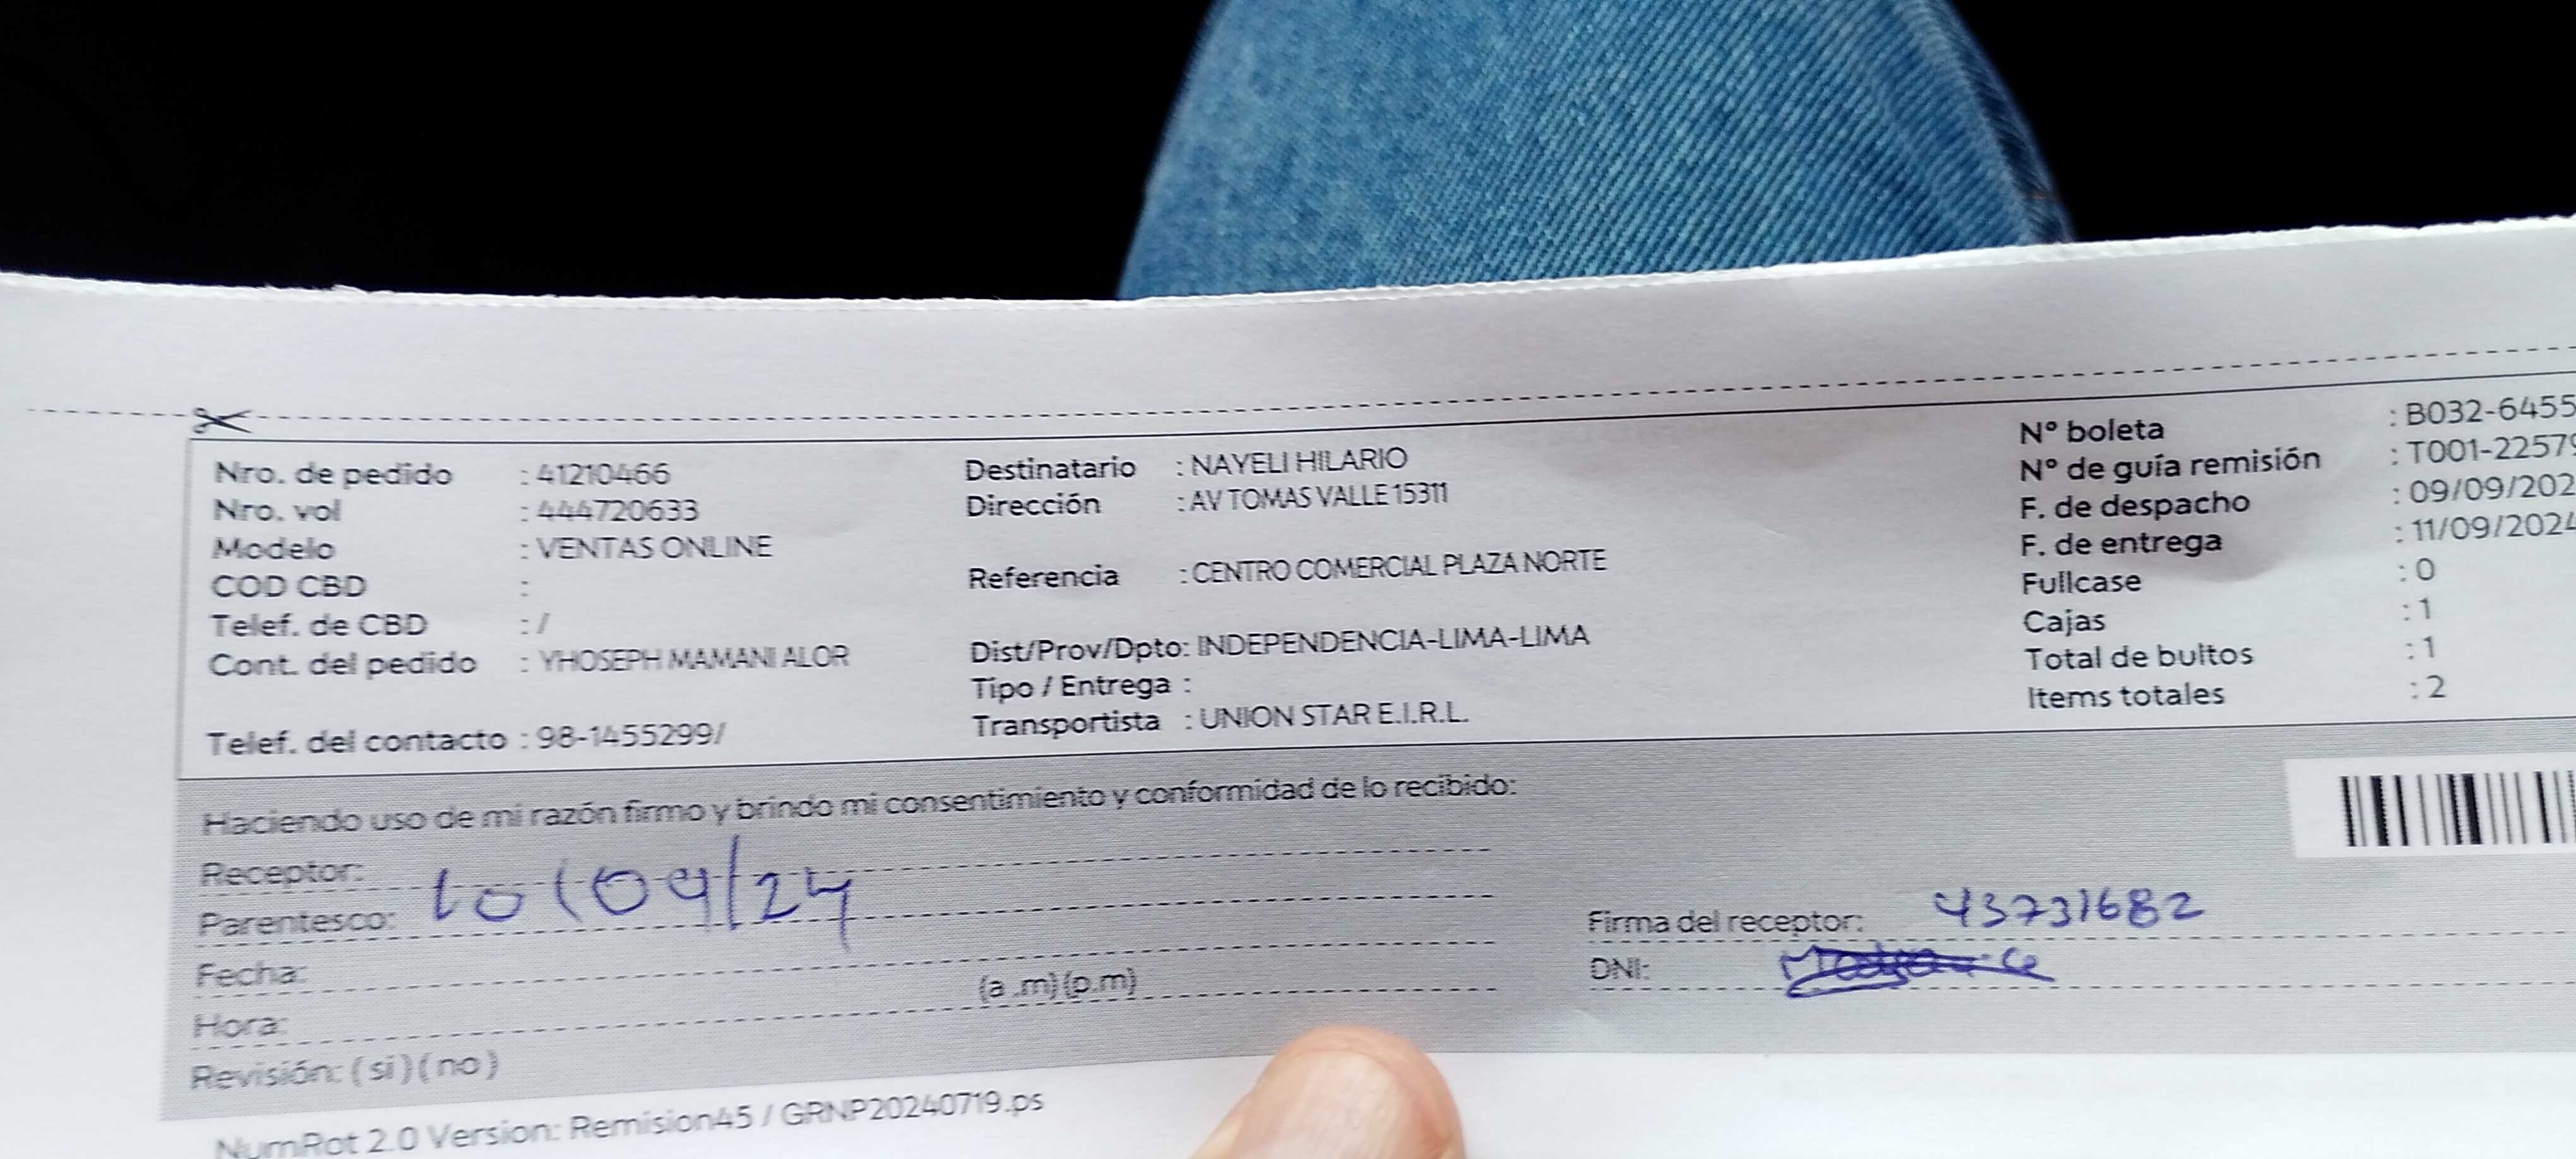 Nro. de pedido : 41210466
Nro. vol : 444720633
Modelo : VENTAS ONLINE
COD CBD :
Telef. de CBD : /
Cont. del pedido : YHOSEPH MAMANI ALOR
Telef. del contacto : 98-1455299/
Destinatario : NAYELI HILARIO
Dirección : AV TOMAS VALLE 15311
Referencia : CENTRO COMERCIAL PLAZA NORTE
Dist/Prov/Dpto: INDEPENDENCIA-LIMA-LIMA
Tipo / Entrega :
Transportista : UNION STAR E.I.R.L.
Nº boleta : B032-6455
Nº de guía remisión : T001-22579
F. de despacho : 09/09/202
F. de entrega : 11/09/2024
Fullcase : 0
Cajas : 1
Total de bultos : 1
Items totales : 2
Haciendo uso de mi razón firmo y brindo mi consentimiento y conformidad de lo recibido:
Receptor:
10/09/24
Parentesco:
Fecha:
Hora: (a .m) (p.m)
Revisión: ( si ) ( no )
Firma del receptor: 43731682
DNI:
NumRot 2.0 Version: Remision45 / GRNP20240719.ps